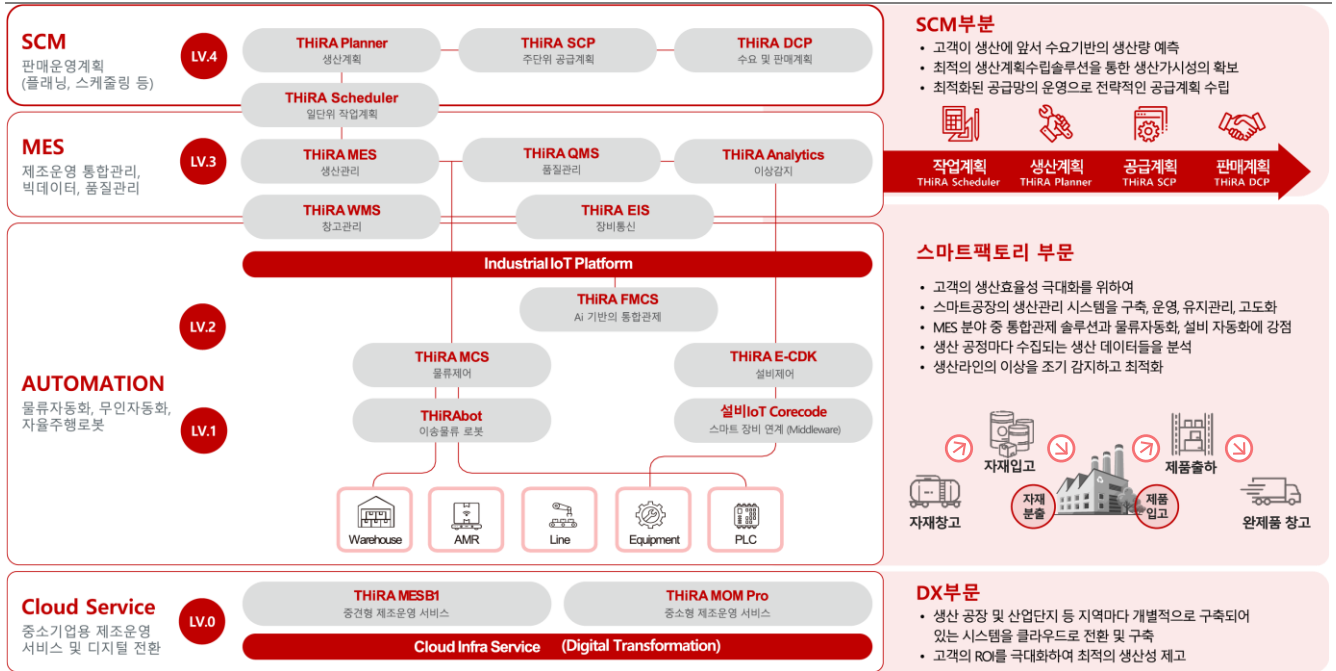 SCM
판매운영계획
(플래닝, 스케줄링 등)
LV.4
THiRA Planner
생산계획
THiRA SCP
주단위 공급계획
THiRA DCP
수요 및 판매계획
THiRA Scheduler
일단위 작업계획
MES
제조운영 통합관리,
빅데이터, 품질관리
LV.3
THiRA MES
생산관리
THiRA QMS
품질관리
THiRA Analytics
이상감지
THiRA WMS
창고관리
THiRA EIS
장비통신
Industrial IoT Platform
LV.2
THiRA FMCS
Ai 기반의 통합관제
THiRA MCS
물류제어
THiRA E-CDK
설비제어
AUTOMATION
물류자동화, 무인자동화,
자율주행로봇
LV.1
THiRAbot
이송물류 로봇
설비IoT Corecode
스마트 장비 연계 (Middleware)
Warehouse
AMR
Line
Equipment
PLC
Cloud Service
중소기업용 제조운영
서비스 및 디지털 전환
LV.0
THiRA MESB1
중견형 제조운영 서비스
THiRA MOM Pro
중소형 제조운영 서비스
Cloud Infra Service (Digital Transformation)
SCM부분
• 고객이 생산에 앞서 수요기반의 생산량 예측
• 최적의 생산계획수립솔루션을 통한 생산가시성의 확보
• 최적화된 공급망의 운영으로 전략적인 공급계획 수립
작업계획
THiRA Scheduler
생산계획
THiRA Planner
공급계획
THiRA SCP
판매계획
THiRA DCP
스마트팩토리 부문
• 고객의 생산효율성 극대화를 위하여
• 스마트공장의 생산관리 시스템을 구축, 운영, 유지관리, 고도화
• MES 분야 중 통합관제 솔루션과 물류자동화, 설비 자동화에 강점
• 생산 공정마다 수집되는 생산 데이터들을 분석
• 생산라인의 이상을 조기 감지하고 최적화
자재창고
자재입고
자재
분출
제품
입고
제품출하
완제품 창고
DX부문
• 생산 공장 및 산업단지 등 지역마다 개별적으로 구축되어
있는 시스템을 클라우드로 전환 및 구축
• 고객의 ROI를 극대화하여 최적의 생산성 제고